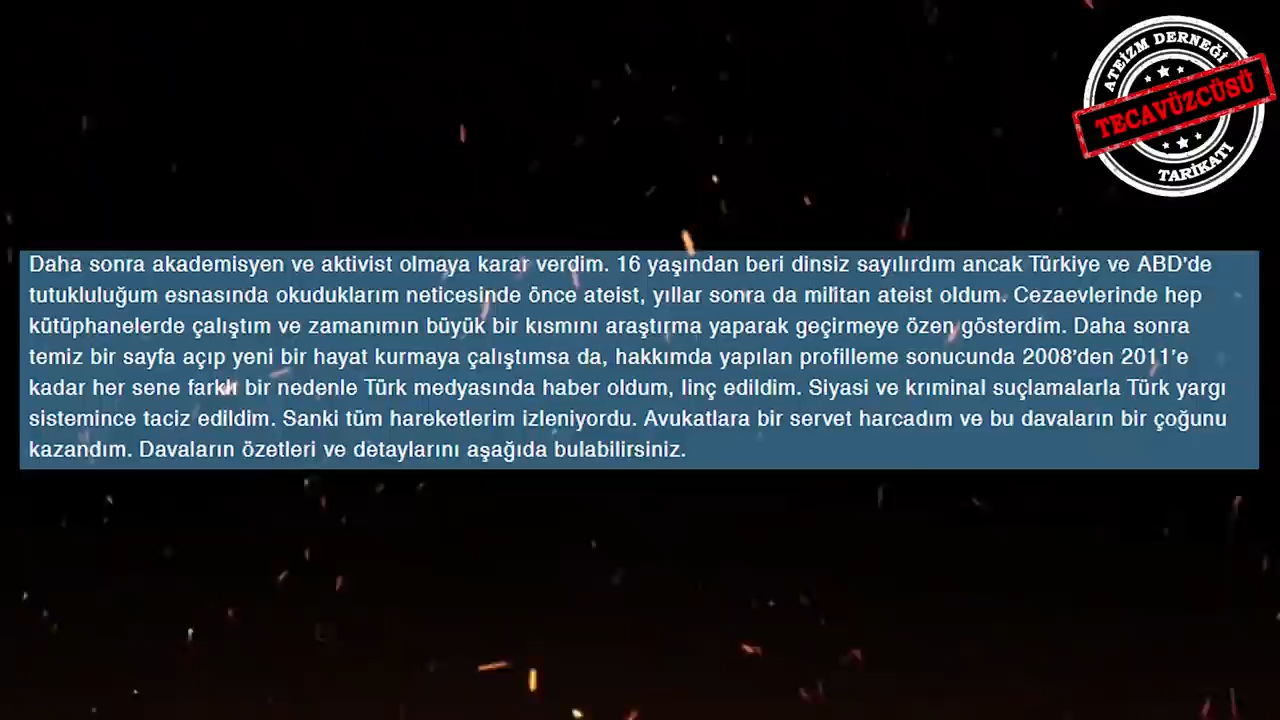 ATEİZM DERNEĞİ
TECAVÜZCÜSÜ
TARİKATI
Daha sonra akademisyen ve aktivist olmaya karar verdim. 16 yaşından beri dinsiz sayılırdım ancak Türkiye ve ABD'de
tutukluluğum esnasında okuduklarım neticesinde önce ateist, yıllar sonra da militan ateist oldum. Cezaevlerinde hep
kütüphanelerde çalıştım ve zamanımın büyük bir kısmını araştırma yaparak geçirmeye özen gösterdim. Daha sonra
temiz bir sayfa açıp yeni bir hayat kurmaya çalıştımsa da, hakkımda yapılan profilleme sonucunda 2008'den 2011'e
kadar her sene farklı bir nedenle Türk medyasında haber oldum, linç edildim. Siyasi ve kriminal suçlamalarla Türk yargı
sistemince taciz edildim. Sanki tüm hareketlerim izleniyordu. Avukatlara bir servet harcadım ve bu davaların bir çoğunu
kazandım. Davaların özetleri ve detaylarını aşağıda bulabilirsiniz.